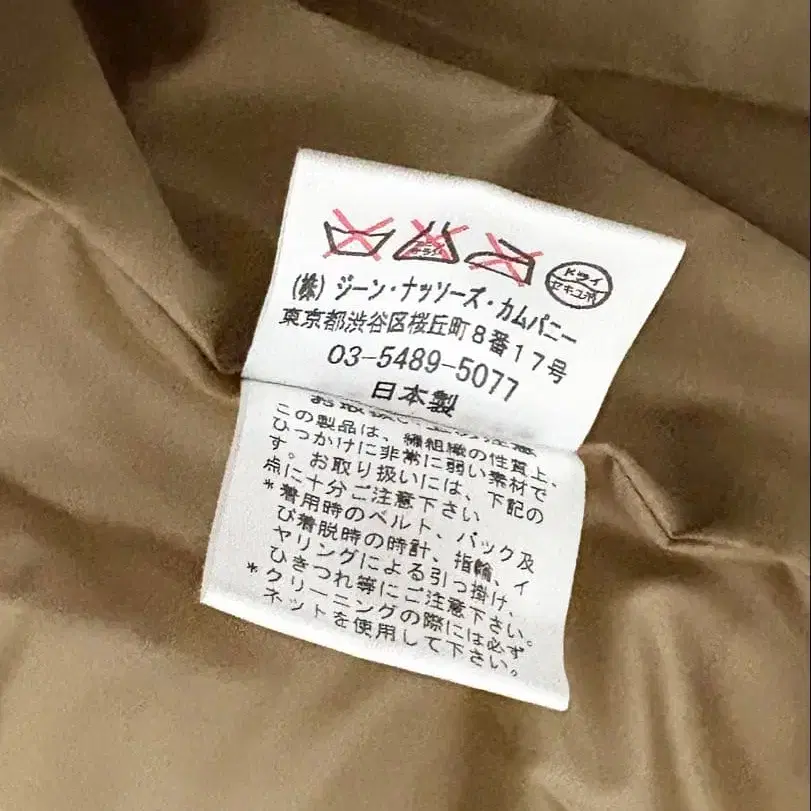 ドライ
セキユ系
(株) ジーン・ナッソーズ・カムパニー
東京都渋谷区桜丘町8番17号
03-5489-5077
日本製
この製品は、繊組織の性質上、
ひっかけに非常に弱い素材で
す。お取り扱いには、下記の
点に十分ご注意下さい
*着用時のベルト、バック及
び着脱時の時計、指輪、イ
ヤリングによる引っ掛け、
ひきつれ等にご注意下さい。
*クリーニングの際には必ず
ネットを使用して下さい。